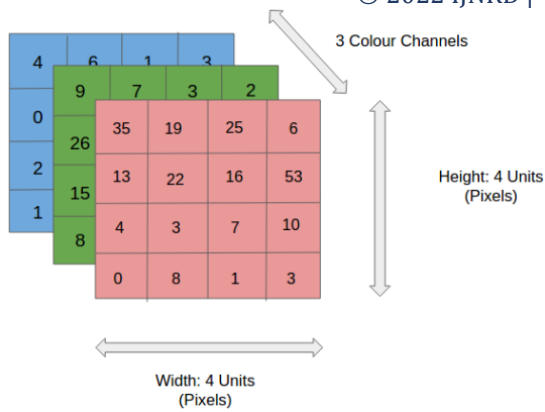 © 2022 IJNRD |
3 Colour Channels
4 6 1 3
0
2
1
9 7 3 2
26
15
8
35 19 25 6
13 22 16 53
4 3 7 10
0 8 1 3
Height: 4 Units
(Pixels)
Width: 4 Units
(Pixels)